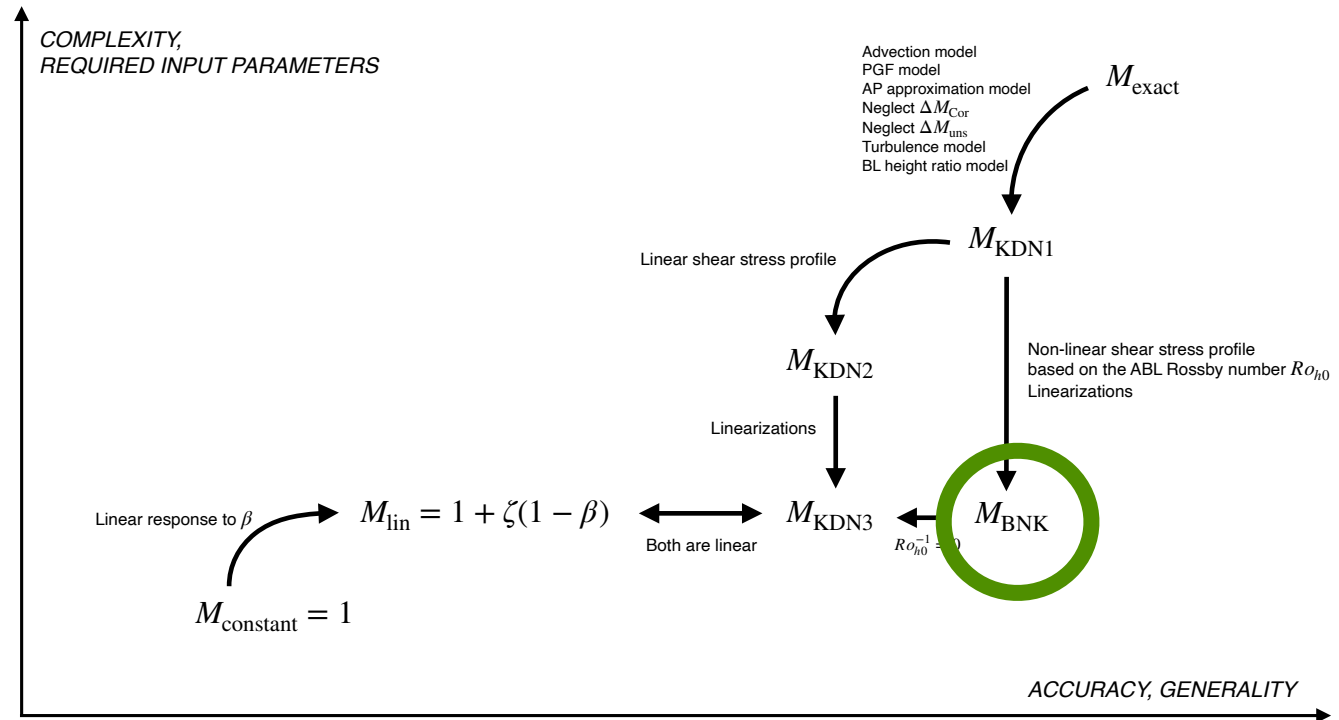 COMPLEXITY,
REQUIRED INPUT PARAMETERS
Advection model
PGF model
AP approximation model
Neglect ΔM_Cor
Neglect ΔM_uns
Turbulence model
BL height ratio model
M_exact
M_KDN1
Linear shear stress profile
M_KDN2
Non-linear shear stress profile
based on the ABL Rossby number Ro_h0
Linearizations
Linearizations
Linear response to β
M_lin = 1 + ζ(1 − β)
Both are linear
M_KDN3
Ro_h0^−1 = 0
M_BNK
M_constant = 1
ACCURACY, GENERALITY